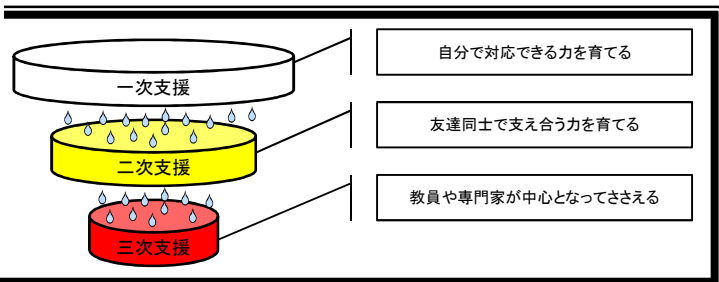 一次支援
自分で対応できる力を育てる
二次支援
友達同士で支え合う力を育てる
三次支援
教員や専門家が中心となってささえる